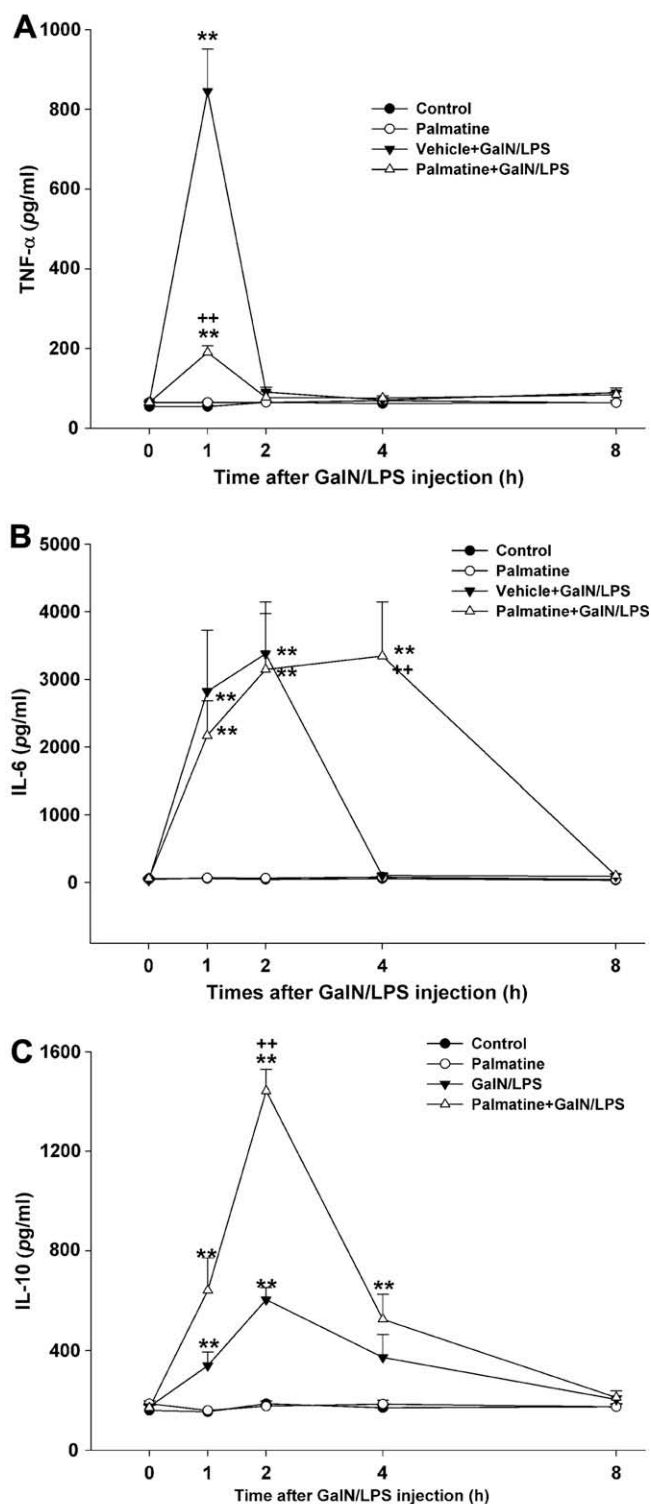 A
1000
**
Control
Palmatine
Vehicle+GalN/LPS
Palmatine+GalN/LPS
800
600
TNF-α (pg/ml)
400
++
**
200
0
0 1 2 4 8
Time after GalN/LPS injection (h)
B
5000
Control
Palmatine
Vehicle+GalN/LPS
Palmatine+GalN/LPS
4000
**
**
**
++
3000
**
**
IL-6 (pg/ml)
2000
1000
0
0 1 2 4 8
Times after GalN/LPS injection (h)
C
1600
++
**
Control
Palmatine
GalN/LPS
Palmatine+GalN/LPS
1200
IL-10 (pg/ml)
800
**
**
**
400
**
0
0 1 2 4 8
Time after GalN/LPS injection (h)